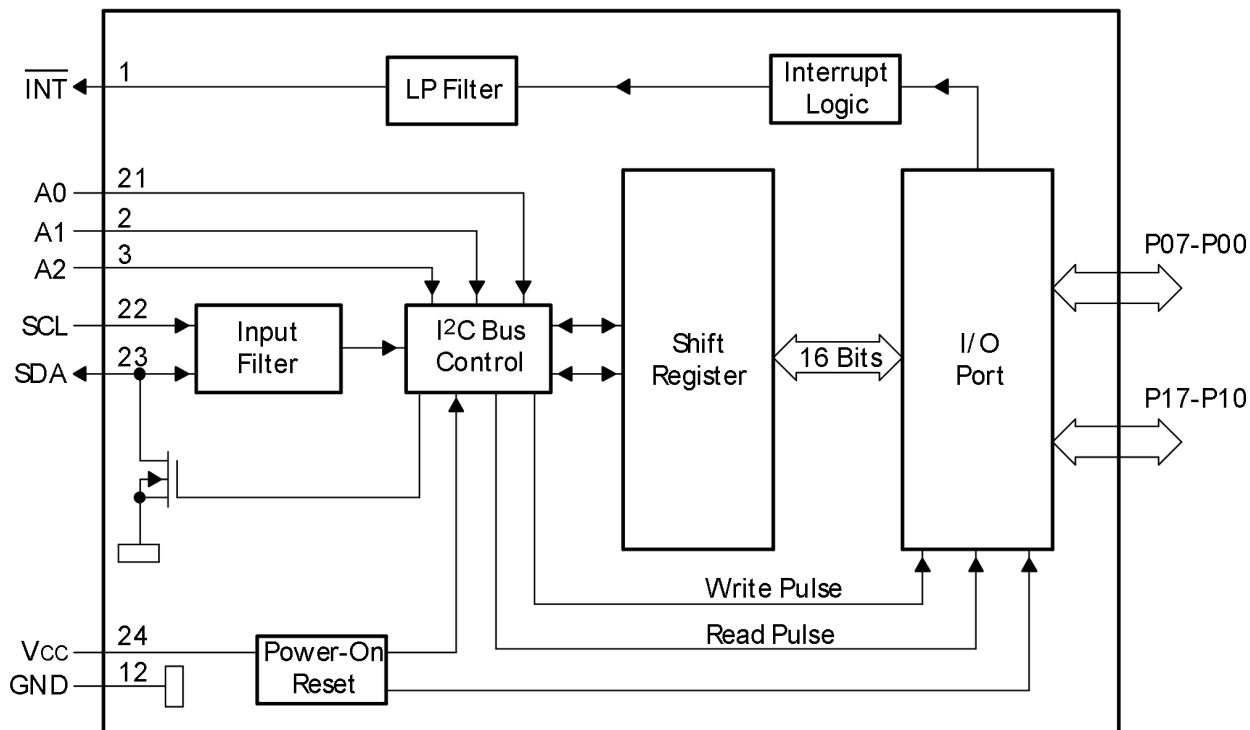 1
INT
LP Filter
Interrupt
Logic
21
A0
2
A1
3
A2
P07-P00
22
SCL
Input
Filter
I2C Bus
Control
Shift
Register
16 Bits
I/O
Port
23
SDA
P17-P10
Write Pulse
Read Pulse
24
VCC
Power-On
Reset
12
GND